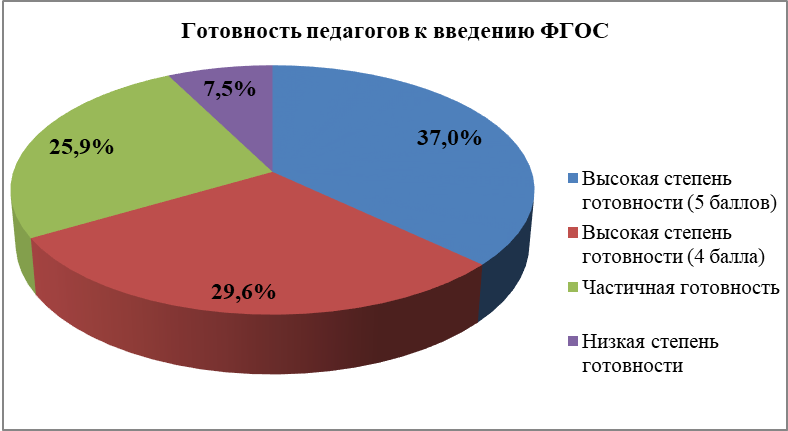 Готовность педагогов к введению ФГОС
7,5%
37,0%
25,9%
29,6%
Высокая степень
готовности (5 баллов)
Высокая степень
готовности (4 балла)
Частичная готовность
Низкая степень
готовности